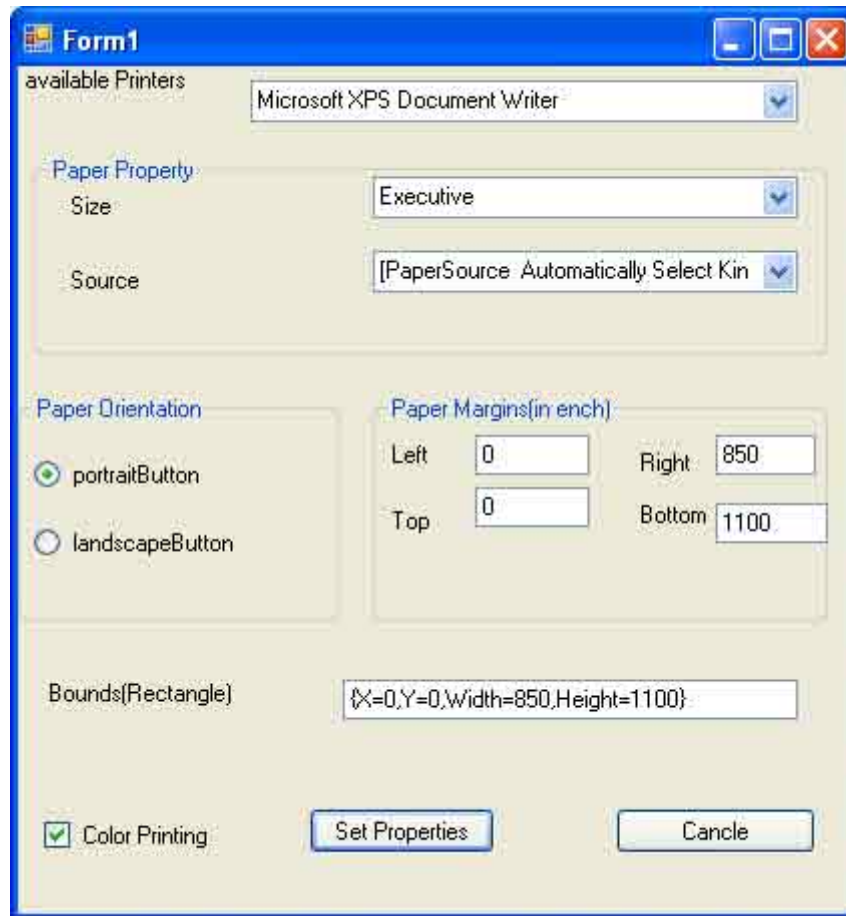 Form1
available Printers
Microsoft XPS Document Writer
Paper Property
Size
Executive
Source
[PaperSource Automatically Select Kin
Paper Orientation
portraitButton
landscapeButton
Paper Margins(in ench)
Left
0
Right
850
Top
0
Bottom
1100
Bounds(Rectangle)
{X=0,Y=0,Width=850,Height=1100}
Color Printing
Set Properties
Cancle